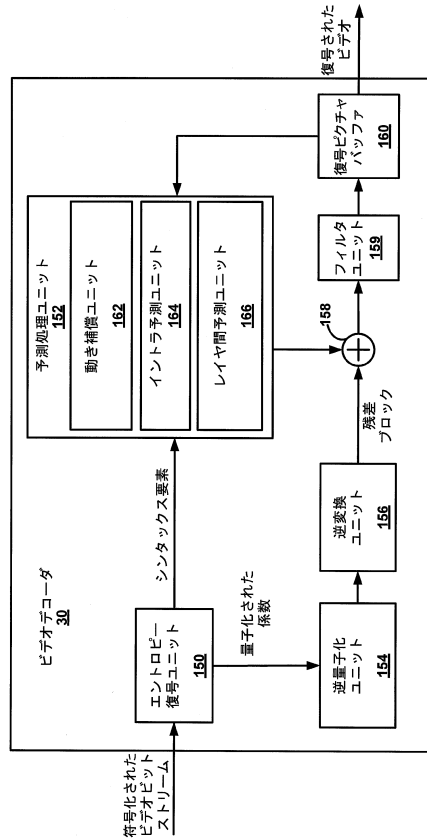 ビデオデコーダ
30
符号化された
ビデオビット
ストリーム
エントロピー
復号ユニット
150
シンタックス要素
量子化された
係数
予測処理ユニット
152
動き補償ユニット
162
イントラ予測ユニット
164
レイヤ間予測ユニット
166
逆量子化
ユニット
154
逆変換
ユニット
156
残差
ブロック
158
フィルタ
ユニット
159
復号ピクチャ
バッファ
160
復号された
ビデオ